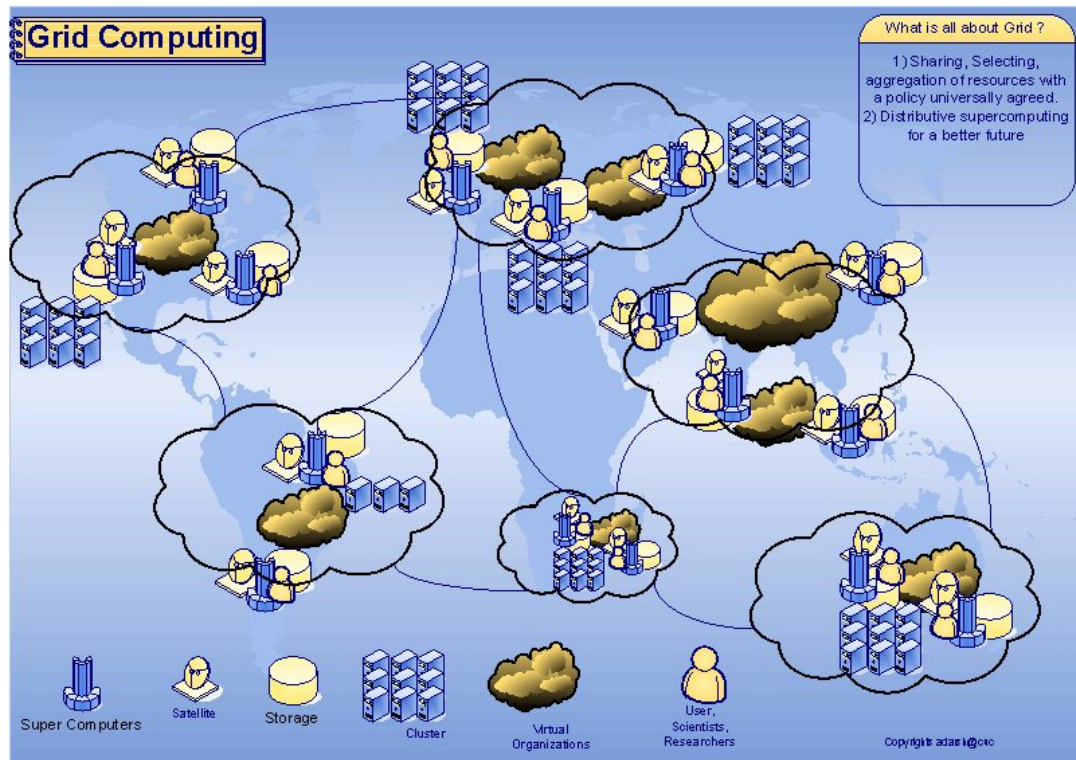 Grid Computing
What is all about Grid ?
1) Sharing, Selecting,
aggregation of resources with
a policy universally agreed.
2) Distributive supercomputing
for a better future
Super Computers
Satellite
Storage
Cluster
Virtual
Organizations
User,
Scientists,
Researchers
Copyrights